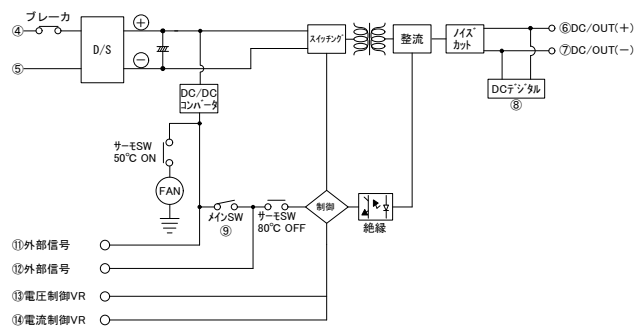 ブレーカ
④
⑤
D/S
＋
－
スイッチング
整流
ノイズ
カット
⑥DC/OUT(＋)
⑦DC/OUT(－)
DCデジタル
⑧
DC/DC
コンバータ
サーモSW
50℃ ON
FAN
メインSW
⑨
サーモSW
80℃ OFF
制御
絶縁
⑪外部信号
⑫外部信号
⑬電圧制御VR
⑭電流制御VR